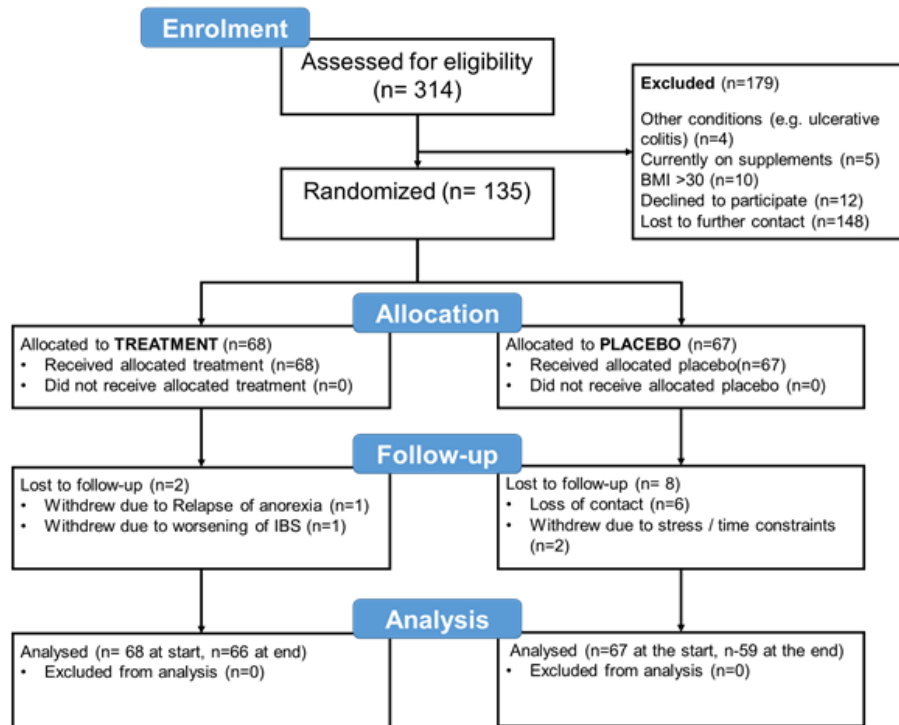 Enrolment
Assessed for eligibility
(n= 314)
Excluded (n=179)
Other conditions (e.g. ulcerative
colitis) (n=4)
Currently on supplements (n=5)
BMI >30 (n=10)
Declined to participate (n=12)
Lost to further contact (n=148)
Randomized (n= 135)
Allocation
Allocated to TREATMENT (n=68)
• Received allocated treatment (n=68)
• Did not receive allocated treatment (n=0)
Allocated to PLACEBO (n=67)
• Received allocated placebo(n=67)
• Did not receive allocated placebo (n=0)
Follow-up
Lost to follow-up (n=2)
• Withdrew due to Relapse of anorexia (n=1)
• Withdrew due to worsening of IBS (n=1)
Lost to follow-up (n= 8)
• Loss of contact (n=6)
• Withdrew due to stress / time constraints
(n=2)
Analysis
Analysed (n= 68 at start, n=66 at end)
• Excluded from analysis (n=0)
Analysed (n=67 at the start, n-59 at the end)
• Excluded from analysis (n=0)